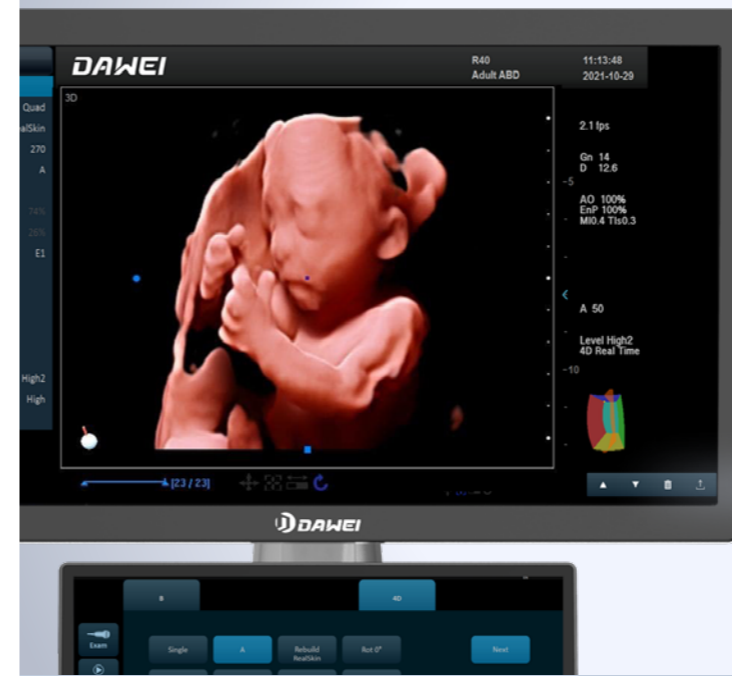 DAWEI
R40
Adult ABD
11:13:48
2021-10-29
3D
Quad
alSkin
270
A
74%
26%
E1
High2
High
2.1 fps
Gn 14
D 12.6
5
AO 100%
EnP 100%
MI0.4 TIs0.3
A 50
Level High2
4D Real Time
10
[23 / 23]
DAWEI
B
4D
Exam
Single
A
Rebuild
RealSkin
Rot 0°
Next